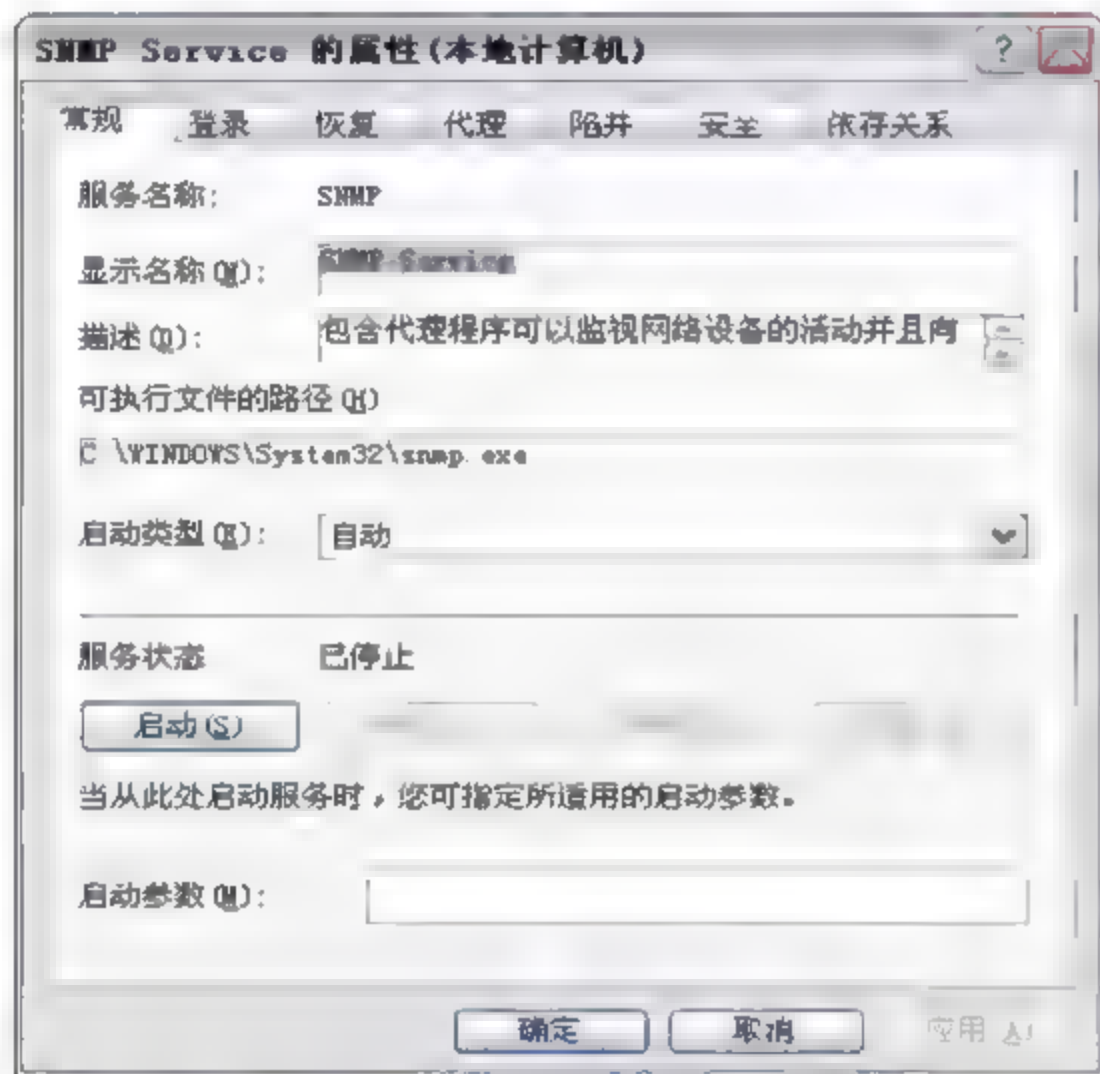 SNMP Service 的属性(本地计算机)
常规 登录 恢复 代理 陷井 安全 依存关系
服务名称: SNMP
显示名称(N): SNMP Service
描述(D): 包含代理程序可以监视网络设备的活动并且向
可执行文件的路径(H)
C \WINDOWS\System32\snmp.exe
启动类型(E): 自动
服务状态 已停止
启动(S)
当从此处启动服务时，您可指定所适用的启动参数。
启动参数(M):
确定 取消 应用 A)